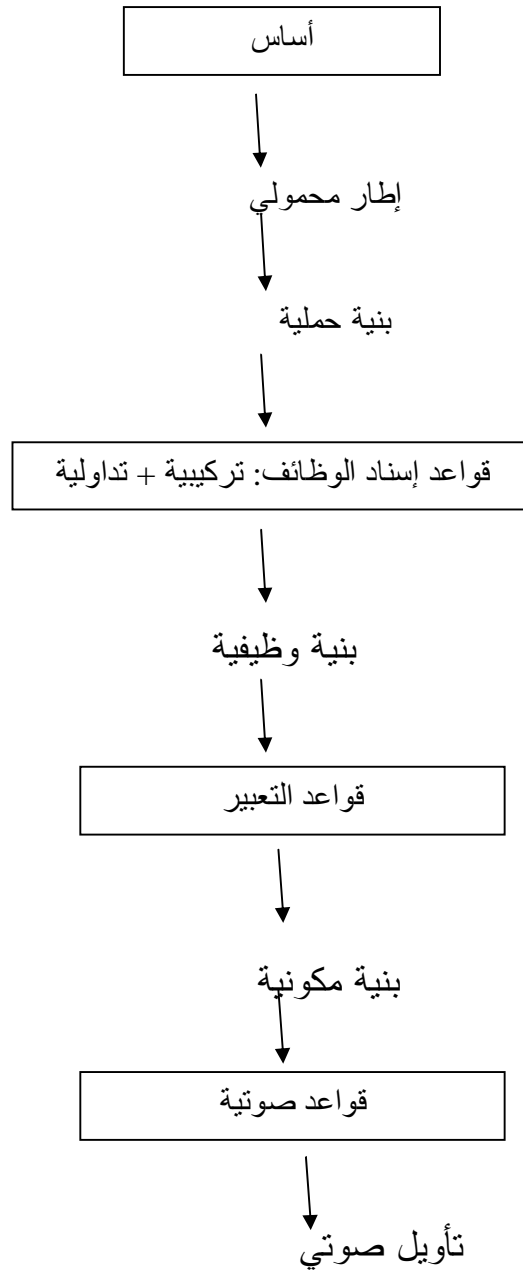 أساس
إطار محمولي
بنية حملية
قواعد إسناد الوظائف: تركيبية + تداولية
بنية وظيفية
قواعد التعبير
بنية مكونية
قواعد صوتية
تأويل صوتي